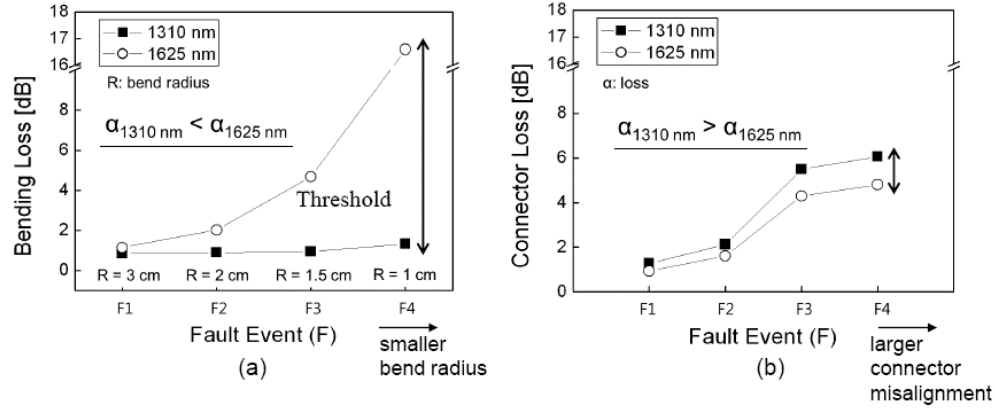 18
17
16
8
6
4
2
0
Bending Loss [dB]
1310 nm
1625 nm
R: bend radius
α1310 nm < α1625 nm
Threshold
R = 3 cm R = 2 cm R = 1.5 cm R = 1 cm
F1 F2 F3 F4
Fault Event (F)
smaller
bend radius
(a)
18
17
16
8
6
4
2
0
Connector Loss [dB]
1310 nm
1625 nm
α: loss
α1310 nm > α1625 nm
F1 F2 F3 F4
Fault Event (F)
larger
connector
misalignment
(b)